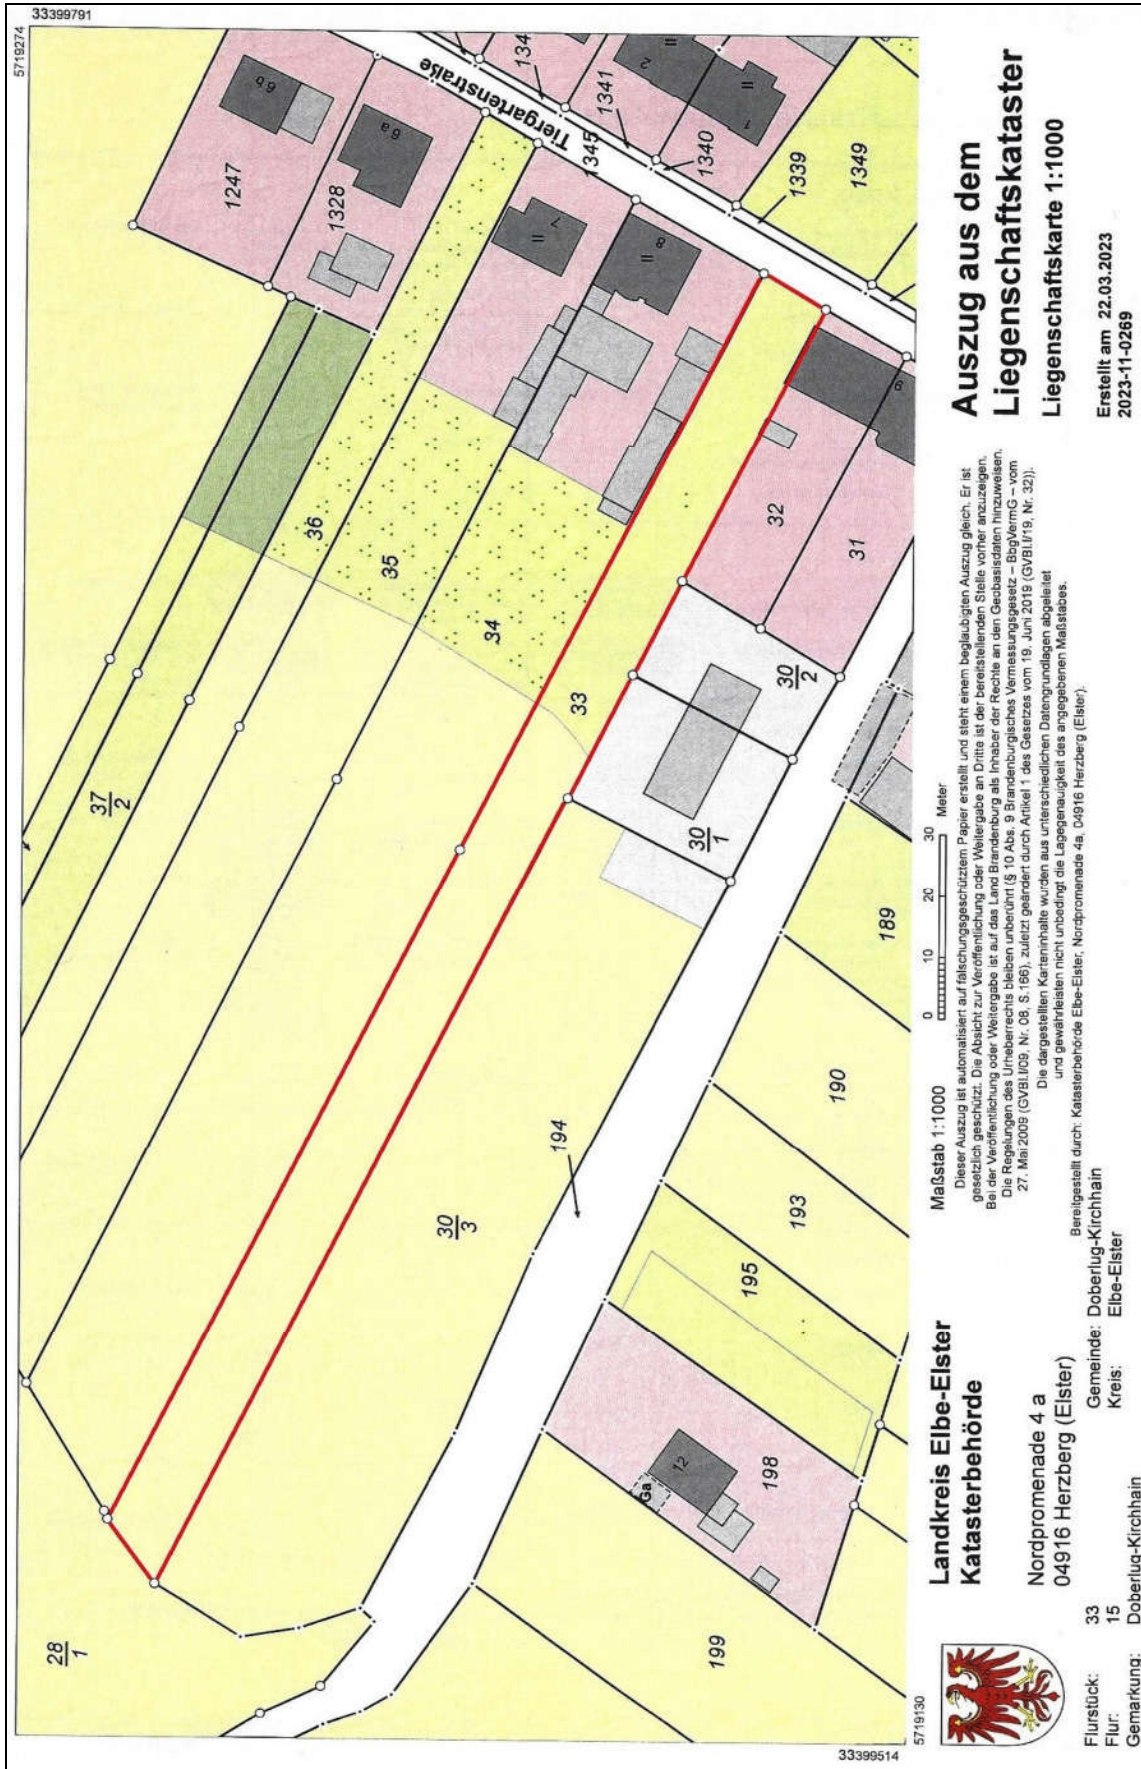 33399791
5719274
6 b
6 a
1247
1328
Tiergartenstraße
134
1341
1345
1340
1339
1349
II
2
II
1
II
7
II
8
9
36
35
34
33
32
31
30
2
30
1
37
2
30
3
28
1
194
189
190
193
195
198
199
12
Ga
5719130
33399514
Auszug aus dem
Liegenschaftskataster
Liegenschaftskarte 1:1000
Erstellt am 22.03.2023
2023-11-0269
Maßstab 1:1000
0 10 20 30 Meter
Dieser Auszug ist automatisiert auf fälschungsgeschütztem Papier erstellt und steht einem beglaubigten Auszug gleich. Er ist
gesetzlich geschützt. Die Absicht zur Veröffentlichung oder Weitergabe an Dritte ist der bereitstellenden Stelle vorher anzuzeigen.
Bei der Veröffentlichung oder Weitergabe ist auf das Land Brandenburg als Inhaber der Rechte an den Geobasisdaten hinzuweisen.
Die Regelungen des Urheberrechts bleiben unberührt (§ 10 Abs. 9 Brandenburgisches Vermessungsgesetz – BbgVermG – vom
27. Mai 2009 (GVBl.I/09, Nr. 08, S.166), zuletzt geändert durch Artikel 1 des Gesetzes vom 19. Juni 2019 (GVBl.I/19, Nr. 32)).
Die dargestellten Karteninhalte wurden aus unterschiedlichen Datengrundlagen abgeleitet
und gewährleisten nicht unbedingt die Lagegenauigkeit des angegebenen Maßstabes.
Bereitgestellt durch: Katasterbehörde Elbe-Elster, Nordpromenade 4a, 04916 Herzberg (Elster).
Landkreis Elbe-Elster
Katasterbehörde
Nordpromenade 4 a
04916 Herzberg (Elster)
Flurstück: 33
Flur: 15
Gemarkung: Doberlug-Kirchhain
Gemeinde: Doberlug-Kirchhain
Kreis: Elbe-Elster